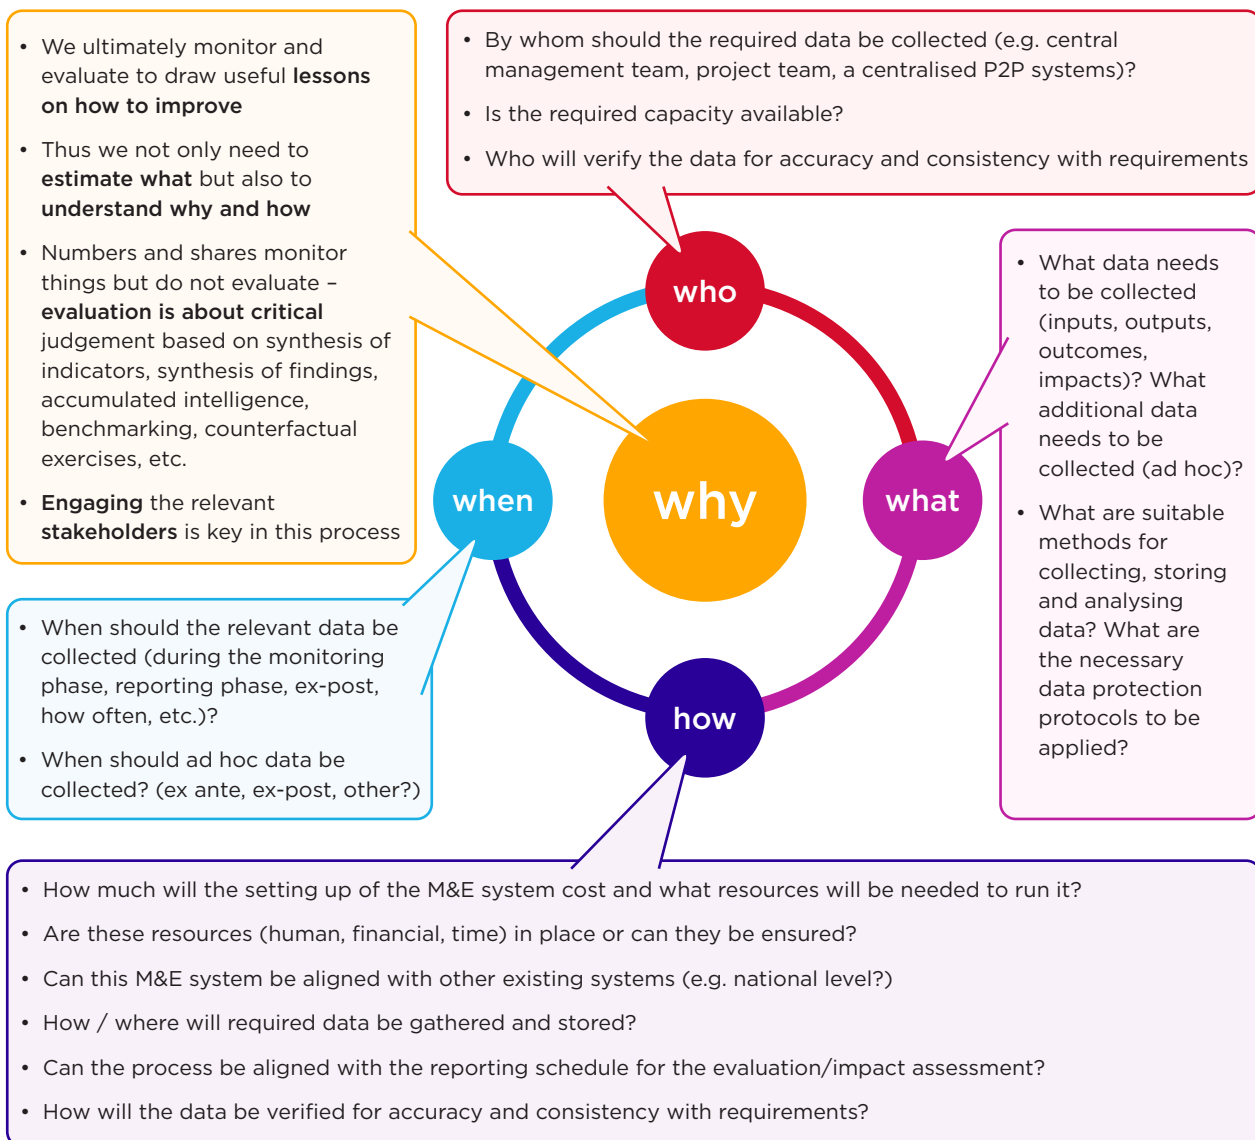 • We ultimately monitor and
evaluate to draw useful lessons
on how to improve
• Thus we not only need to
estimate what but also to
understand why and how
• Numbers and shares monitor
things but do not evaluate –
evaluation is about critical
judgement based on synthesis of
indicators, synthesis of findings,
accumulated intelligence,
benchmarking, counterfactual
exercises, etc.
• Engaging the relevant
stakeholders is key in this process
• By whom should the required data be collected (e.g. central
management team, project team, a centralised P2P systems)?
• Is the required capacity available?
• Who will verify the data for accuracy and consistency with requirements
who
why
when
what
how
• What data needs
to be collected
(inputs, outputs,
outcomes,
impacts)? What
additional data
needs to be
collected (ad hoc)?
• What are suitable
methods for
collecting, storing
and analysing
data? What are
the necessary
data protection
protocols to be
applied?
• When should the relevant data be
collected (during the monitoring
phase, reporting phase, ex-post,
how often, etc.)?
• When should ad hoc data be
collected? (ex ante, ex-post, other?)
• How much will the setting up of the M&E system cost and what resources will be needed to run it?
• Are these resources (human, financial, time) in place or can they be ensured?
• Can this M&E system be aligned with other existing systems (e.g. national level?)
• How / where will required data be gathered and stored?
• Can the process be aligned with the reporting schedule for the evaluation/impact assessment?
• How will the data be verified for accuracy and consistency with requirements?